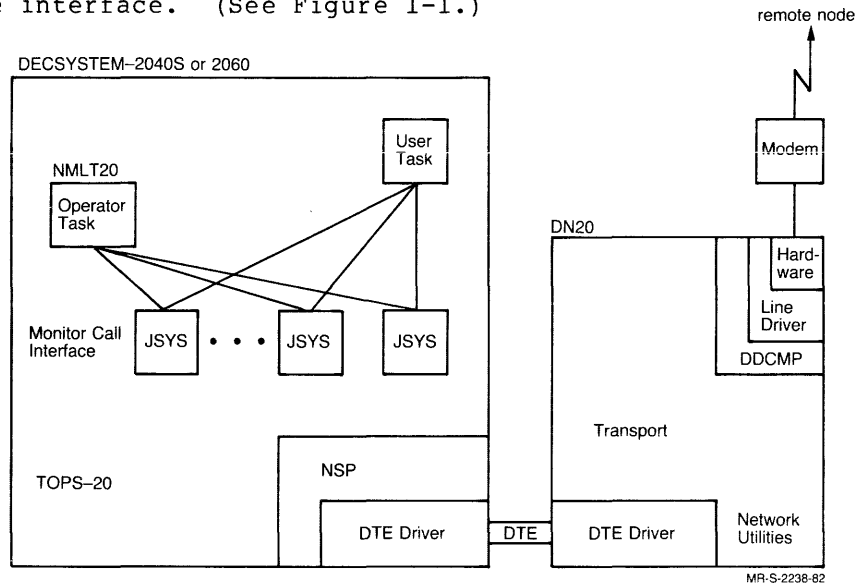 e interface. (See Figure 1-1.)
remote node
DECSYSTEM–2040S or 2060
User
Task
Modem
NMLT20
Operator
Task
DN20
Hard-
ware
Line
Driver
DDCMP
Monitor Call
Interface
JSYS • • • JSYS JSYS
Transport
TOPS–20
NSP
DTE Driver
DTE
DTE Driver
Network
Utilities
MR-S-2238-82